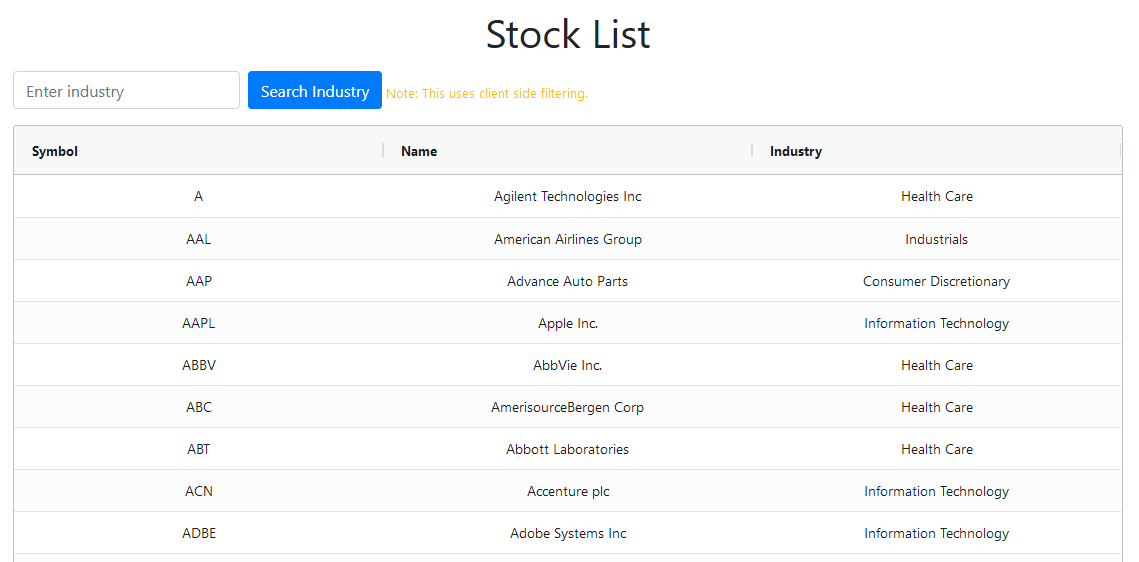 Stock List
Enter industry Search Industry Note: This uses client side filtering.
Symbol Name Industry
A Agilent Technologies Inc Health Care
AAL American Airlines Group Industrials
AAP Advance Auto Parts Consumer Discretionary
AAPL Apple Inc. Information Technology
ABBV AbbVie Inc. Health Care
ABC AmerisourceBergen Corp Health Care
ABT Abbott Laboratories Health Care
ACN Accenture plc Information Technology
ADBE Adobe Systems Inc Information Technology